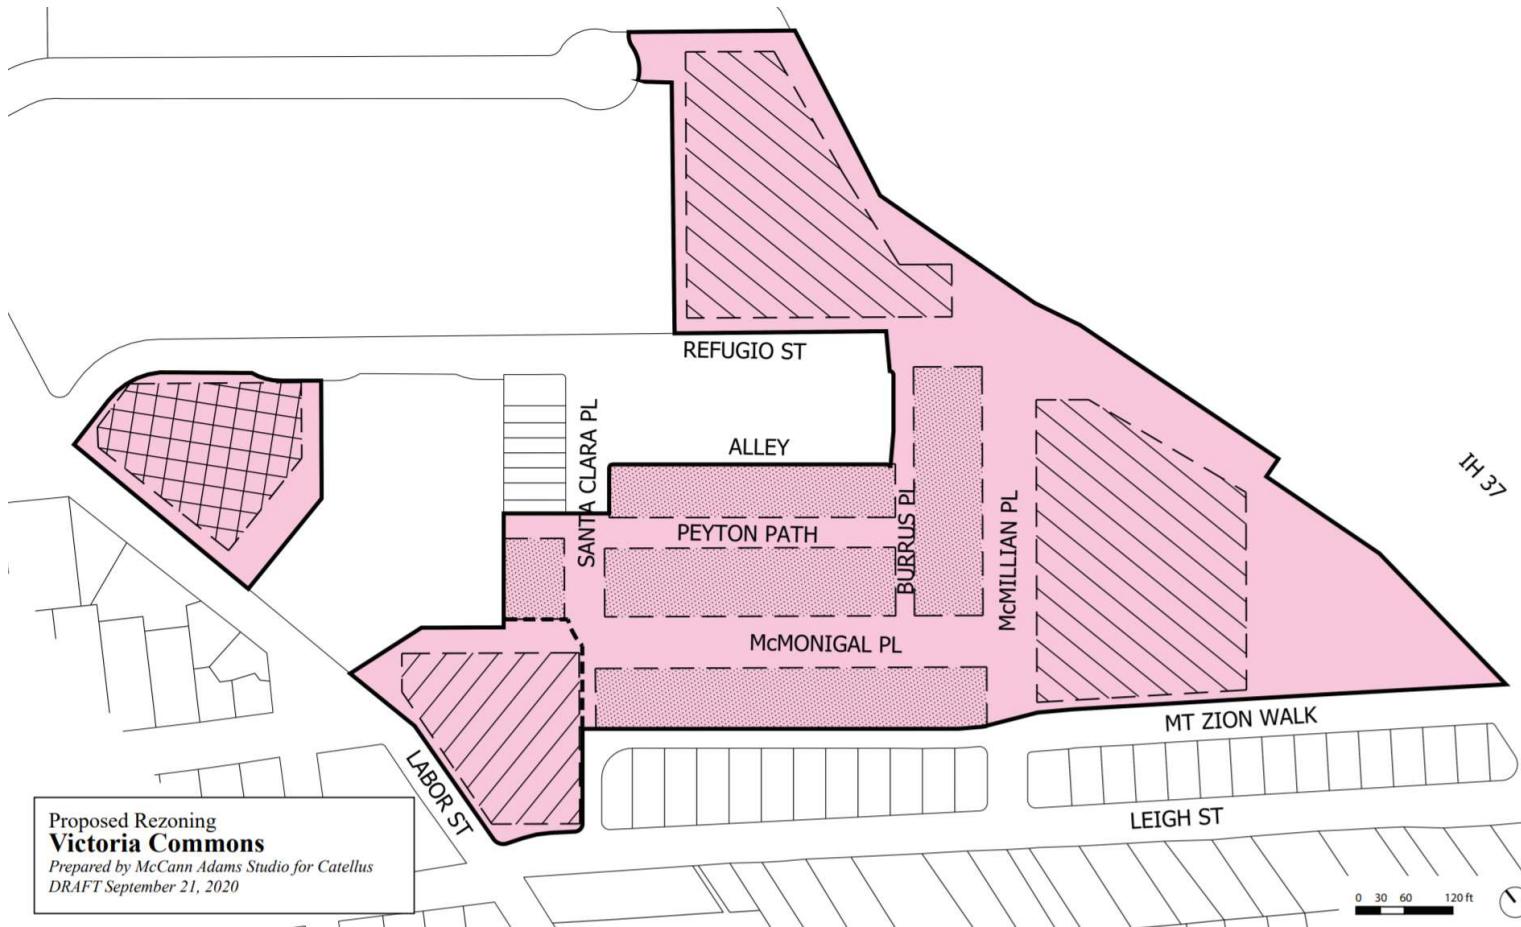 REFUGIO ST
ALLEY
SANTA CLARA PL
PEYTON PATH
BURRUS PL
McMILLIAN PL
IH 37
McMONIGAL PL
MT ZION WALK
LABOR ST
LEIGH ST
Proposed Rezoning
Victoria Commons
Prepared by McCann Adams Studio for Catellus
DRAFT September 21, 2020
0 30 60 120 ft